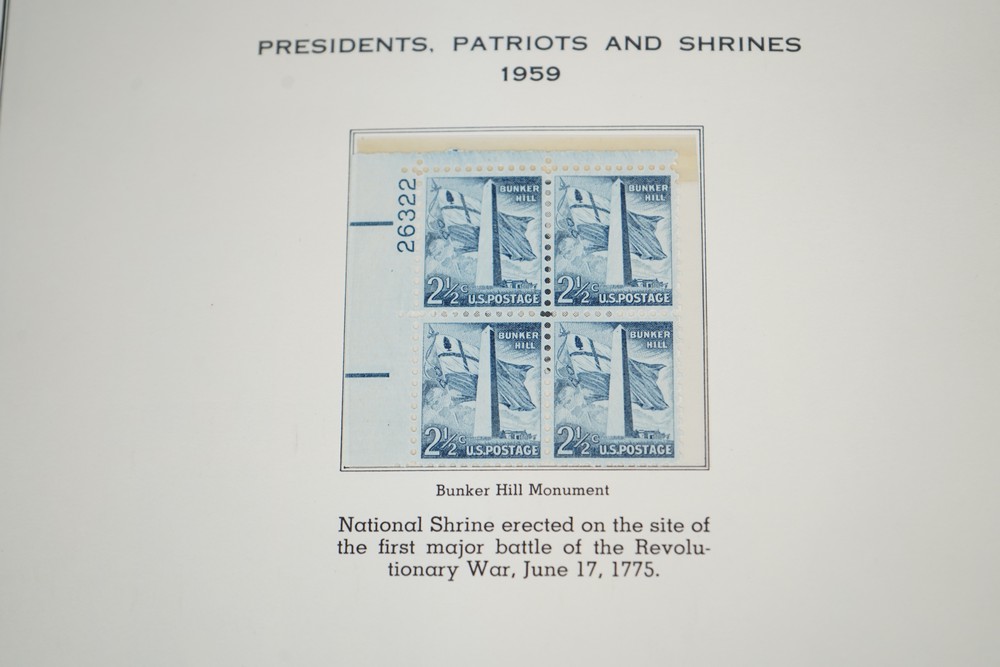 PRESIDENTS, PATRIOTS AND SHRINES
1959
26322
BUNKER
HILL
2½c U.S.POSTAGE
BUNKER
HILL
2½c U.S.POSTAGE
BUNKER
HILL
2½c U.S.POSTAGE
BUNKER
HILL
2½c U.S.POSTAGE
Bunker Hill Monument
National Shrine erected on the site of
the first major battle of the Revolu-
tionary War, June 17, 1775.